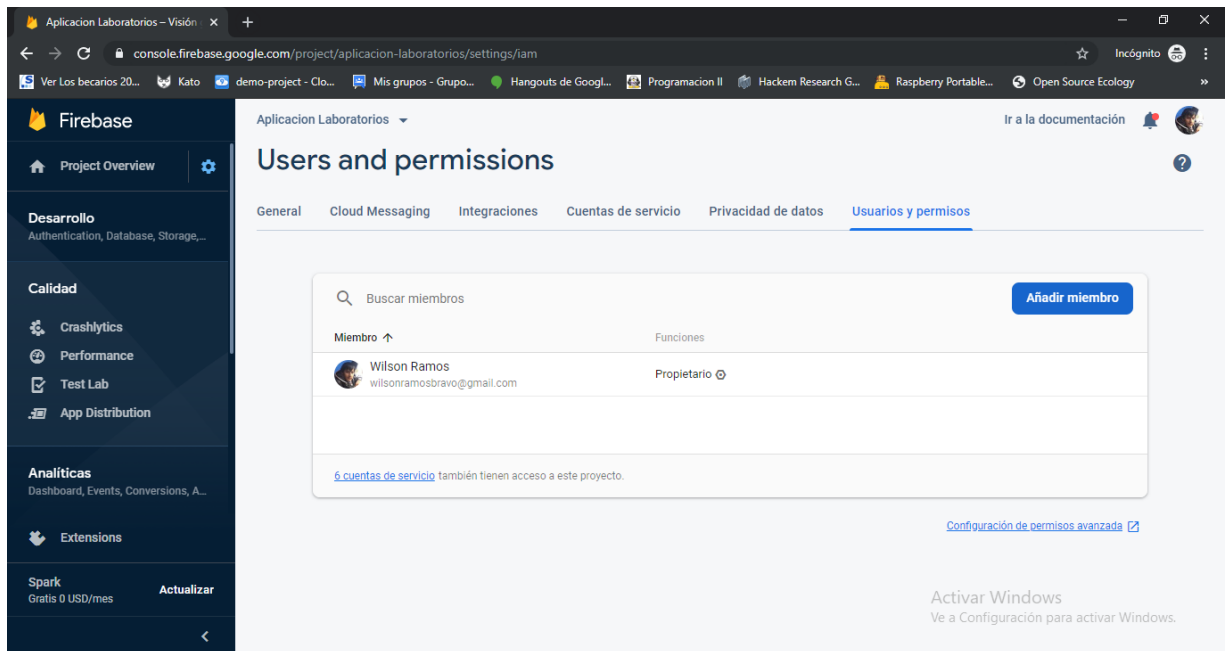 Aplicacion Laboratorios – Visión
console.firebase.google.com/project/aplicacion-laboratorios/settings/iam
Incógnito
Ver Los becarios 20...
Kato
demo-project - Clo...
Mis grupos - Grupo...
Hangouts de Googl...
Programacion II
Hackem Research G...
Raspberry Portable...
Open Source Ecology
»
Firebase
Project Overview
Desarrollo
Authentication, Database, Storage,...
Calidad
Crashlytics
Performance
Test Lab
App Distribution
Analíticas
Dashboard, Events, Conversions, A...
Extensions
Spark
Gratis 0 USD/mes
Actualizar
Aplicacion Laboratorios
Ir a la documentación
Users and permissions
General
Cloud Messaging
Integraciones
Cuentas de servicio
Privacidad de datos
Usuarios y permisos
Buscar miembros
Añadir miembro
Miembro
Funciones
Wilson Ramos
wilsonramosbravo@gmail.com
Propietario
6 cuentas de servicio también tienen acceso a este proyecto.
Configuración de permisos avanzada
Activar Windows
Ve a Configuración para activar Windows.